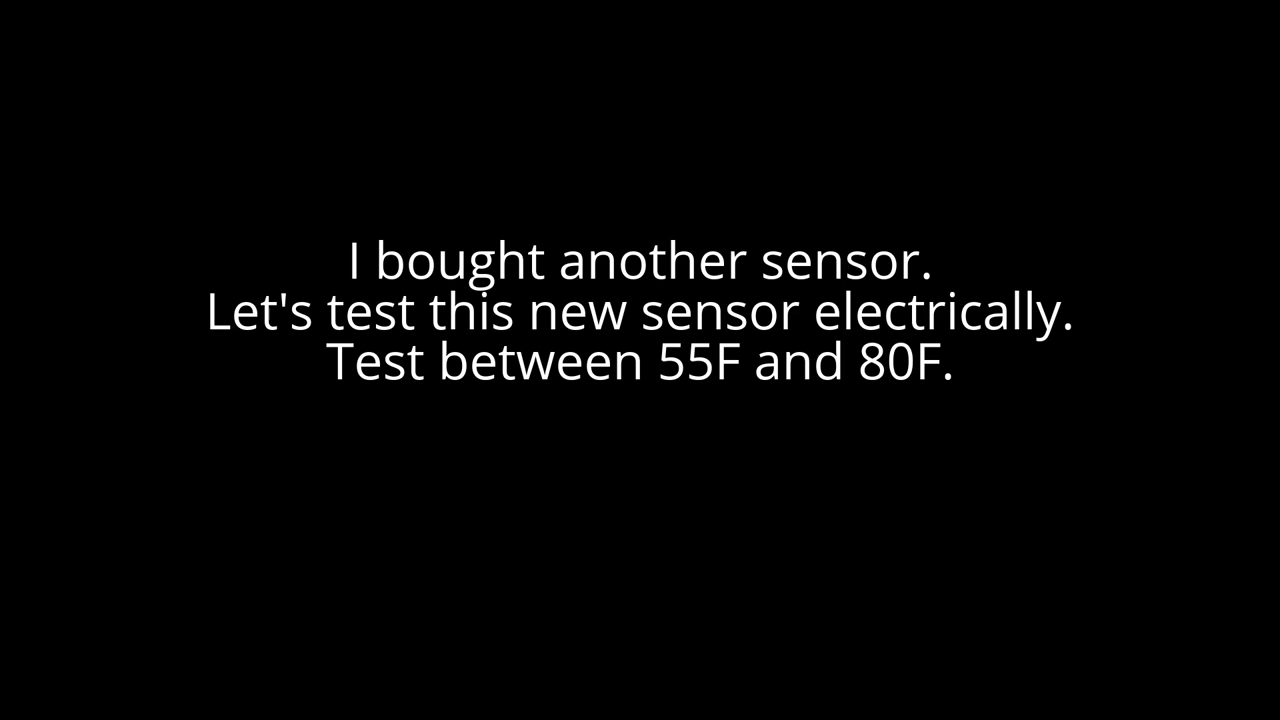 I bought another sensor.
Let's test this new sensor electrically.
Test between 55F and 80F.